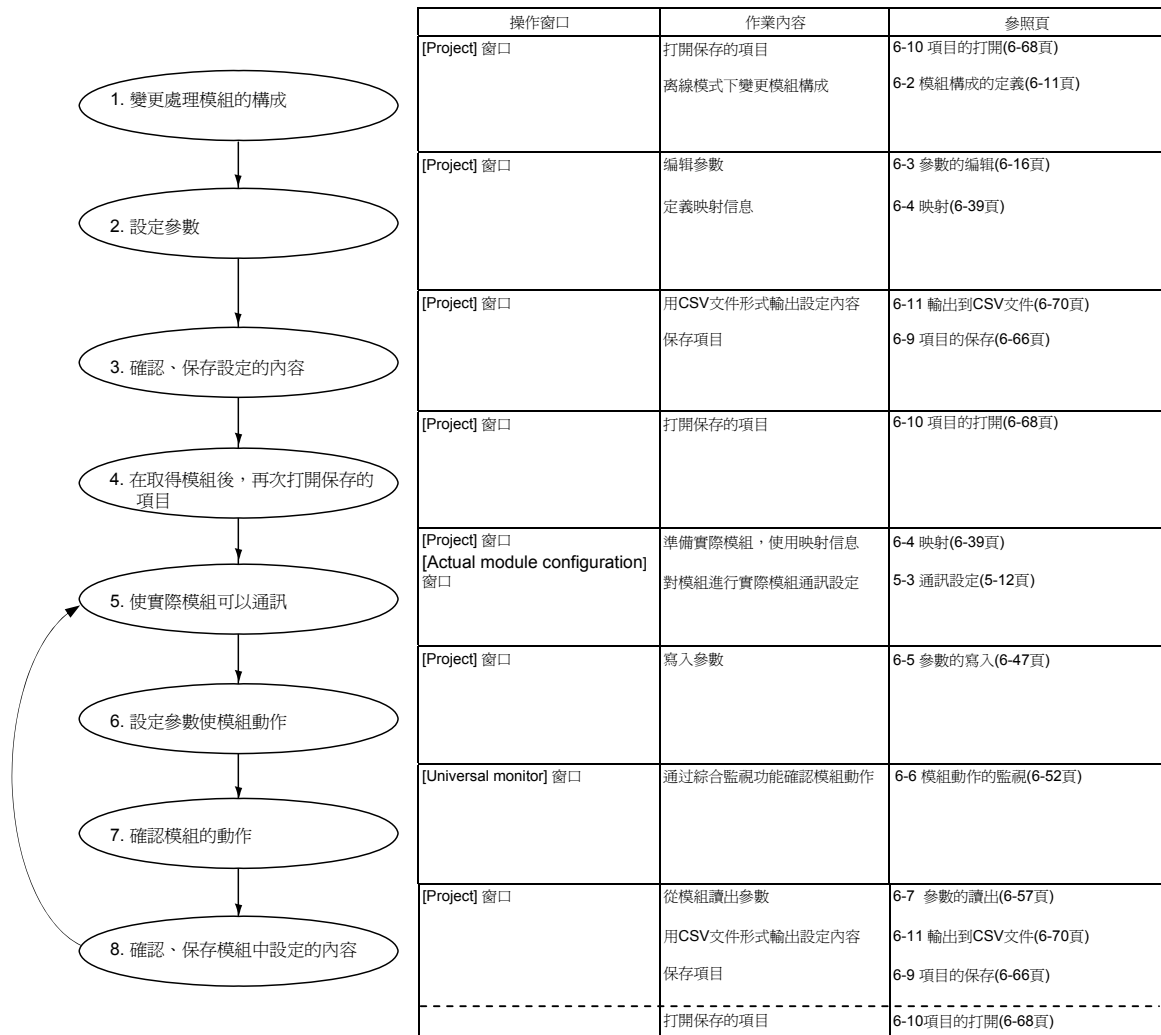 操作窗口 作業內容 參照頁
1. 變更處理模組的構成
[Project] 窗口
打開保存的項目 6-10 項目的打開(6-68頁)
离線模式下變更模組構成 6-2 模組構成的定義(6-11頁)
2. 設定參數
[Project] 窗口
编辑參數 6-3 參數的编辑(6-16頁)
定義映射信息 6-4 映射(6-39頁)
3. 確認、保存設定的內容
[Project] 窗口
用CSV文件形式輸出設定內容 6-11 輸出到CSV文件(6-70頁)
保存項目 6-9 項目的保存(6-66頁)
4. 在取得模組後，再次打開保存的
項目
[Project] 窗口
打開保存的項目 6-10 項目的打開(6-68頁)
5. 使實際模組可以通訊
[Project] 窗口
[Actual module configuration]
窗口
準備實際模組，使用映射信息 6-4 映射(6-39頁)
對模組進行實際模組通訊設定 5-3 通訊設定(5-12頁)
6. 設定參數使模組動作
[Project] 窗口
寫入參數 6-5 參數的寫入(6-47頁)
7. 確認模組的動作
[Universal monitor] 窗口
通过綜合監視功能確認模組動作 6-6 模組動作的監視(6-52頁)
8. 確認、保存模組中設定的內容
[Project] 窗口
從模組讀出參數 6-7 參數的讀出(6-57頁)
用CSV文件形式輸出設定內容 6-11 輸出到CSV文件(6-70頁)
保存項目 6-9 項目的保存(6-66頁)
打開保存的項目 6-10項目的打開(6-68頁)